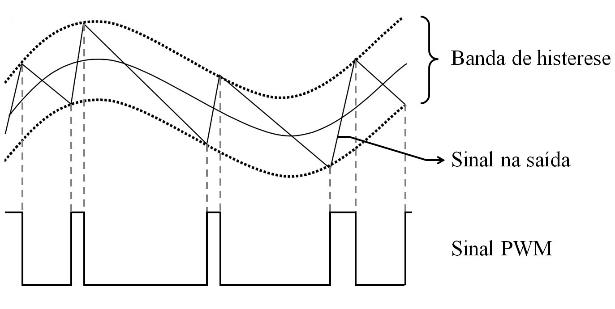 Banda de histerese
Sinal na saída
Sinal PWM